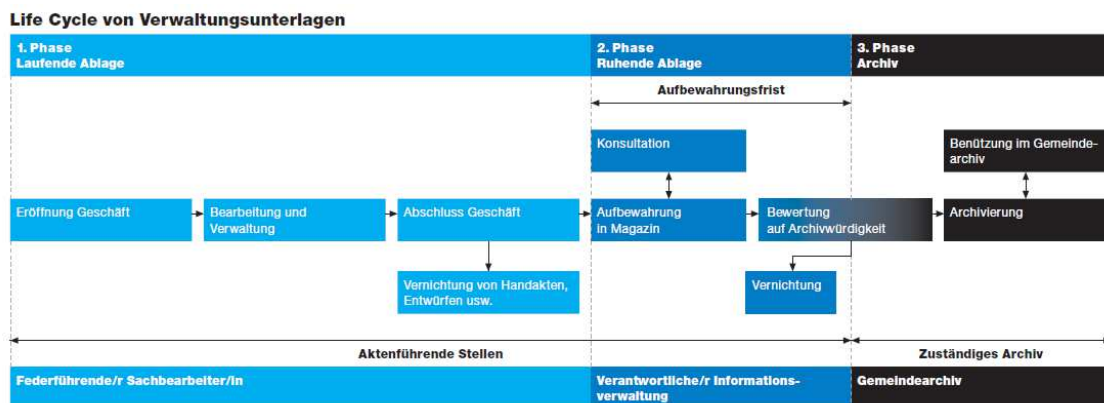 Life Cycle von Verwaltungsunterlagen
1. Phase
Laufende Ablage
2. Phase
Ruhende Ablage
3. Phase
Archiv
Aufbewahrungsfrist
Konsultation
Benützung im Gemeinde-
archiv
Eröffnung Geschäft
Bearbeitung und
Verwaltung
Abschluss Geschäft
Aufbewahrung
in Magazin
Bewertung
auf Archivwürdigkeit
Archivierung
Vernichtung von Handakten,
Entwürfen usw.
Vernichtung
Aktenführende Stellen
Zuständiges Archiv
Federführende/r Sachbearbeiter/in
Verantwortliche/r Informations-
verwaltung
Gemeindearchiv